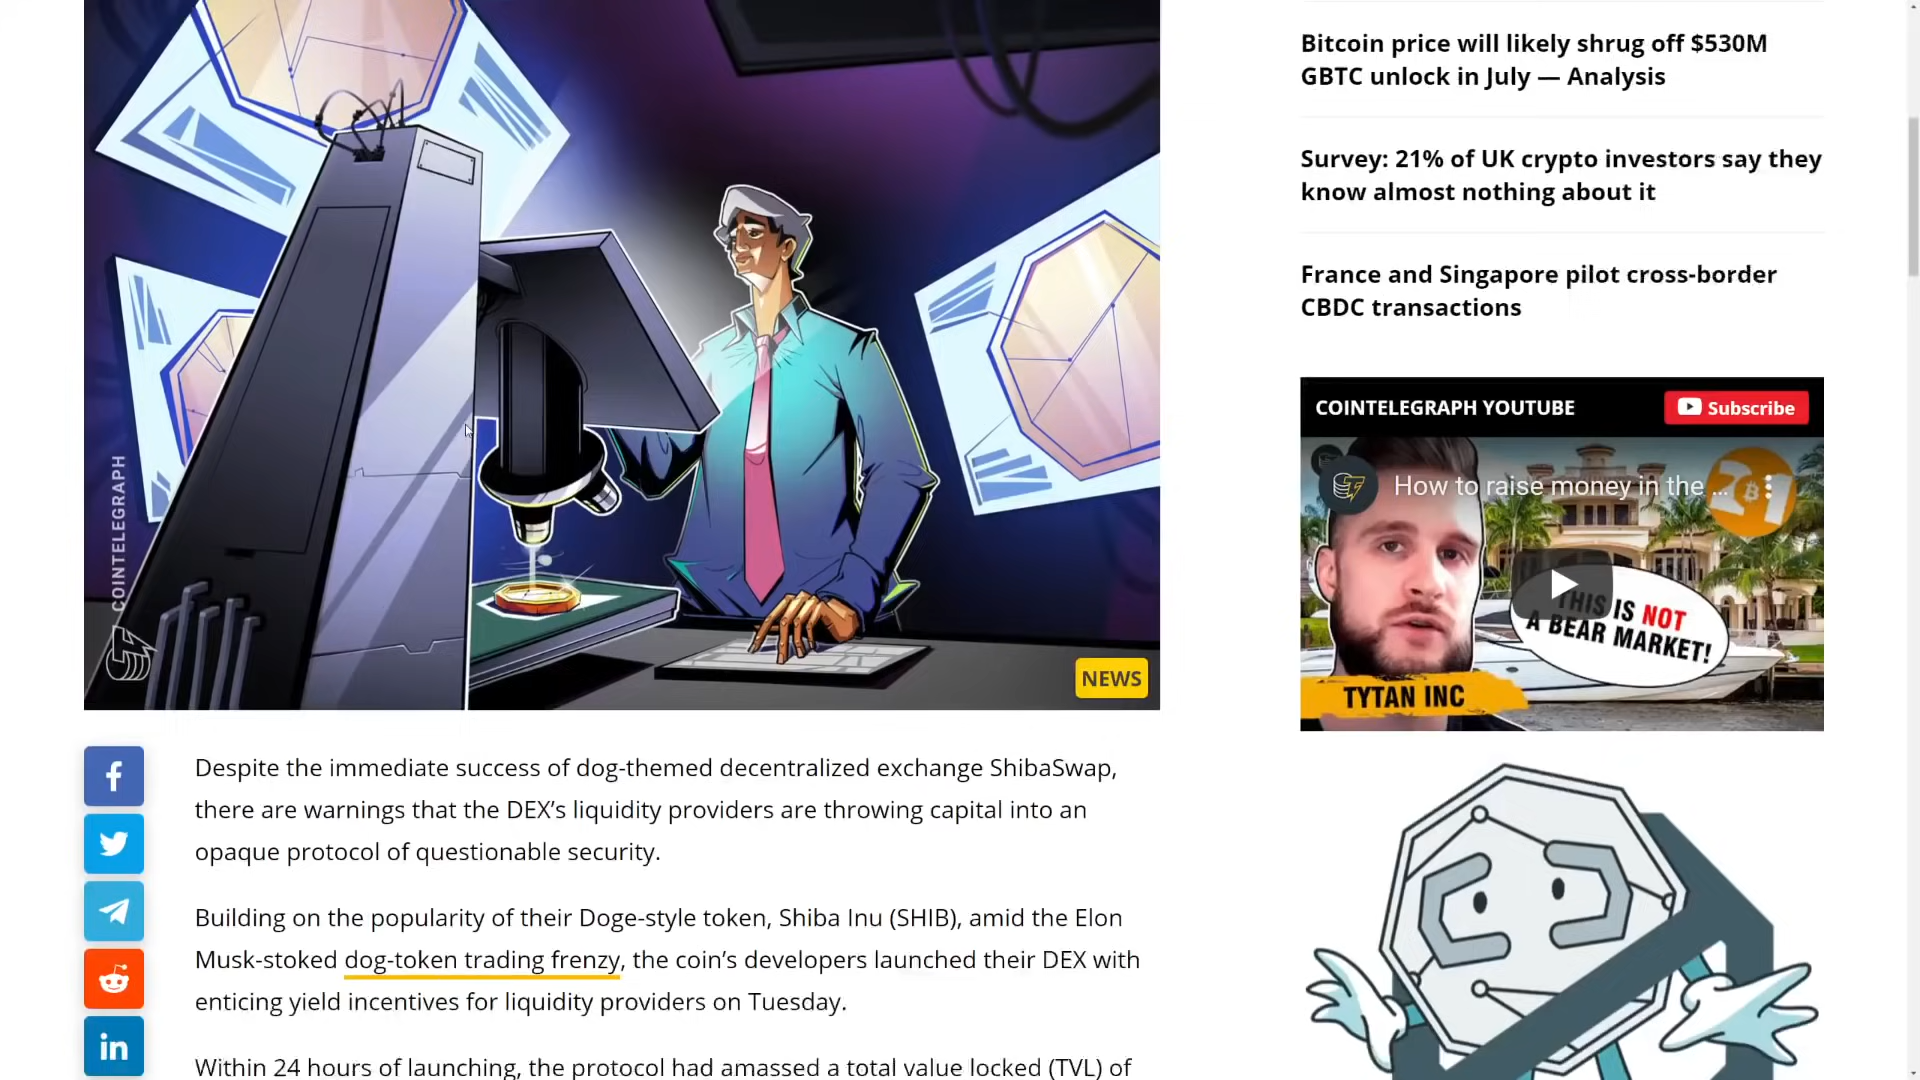 COINTELEGRAPH
NEWS
Despite the immediate success of dog-themed decentralized exchange ShibaSwap,
there are warnings that the DEX’s liquidity providers are throwing capital into an
opaque protocol of questionable security.
Building on the popularity of their Doge-style token, Shiba Inu (SHIB), amid the Elon
Musk-stoked dog-token trading frenzy, the coin’s developers launched their DEX with
enticing yield incentives for liquidity providers on Tuesday.
Within 24 hours of launching, the protocol had amassed a total value locked (TVL) of
Bitcoin price will likely shrug off $530M
GBTC unlock in July — Analysis
Survey: 21% of UK crypto investors say they
know almost nothing about it
France and Singapore pilot cross-border
CBDC transactions
COINTELEGRAPH YOUTUBE
Subscribe
How to raise money in the ...
21
THIS IS NOT
A BEAR MARKET!
TYTAN INC